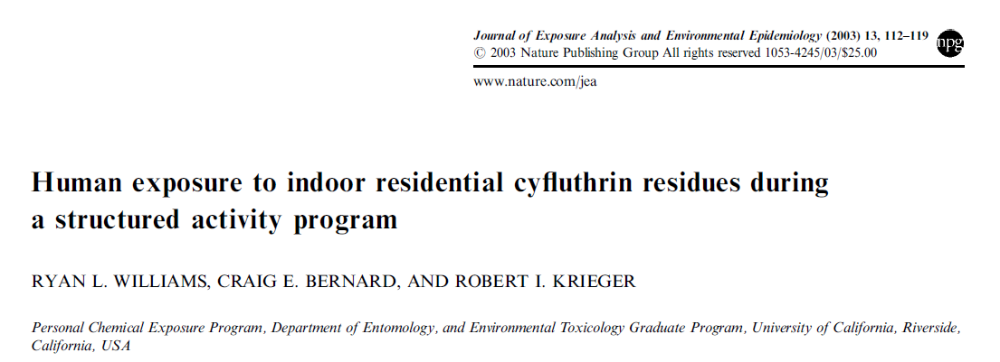 Journal of Exposure Analysis and Environmental Epidemiology (2003) 13, 112–119
© 2003 Nature Publishing Group All rights reserved 1053-4245/03/$25.00
npg
www.nature.com/jea
Human exposure to indoor residential cyfluthrin residues during
a structured activity program
RYAN L. WILLIAMS, CRAIG E. BERNARD, AND ROBERT I. KRIEGER
Personal Chemical Exposure Program, Department of Entomology, and Environmental Toxicology Graduate Program, University of California, Riverside,
California, USA